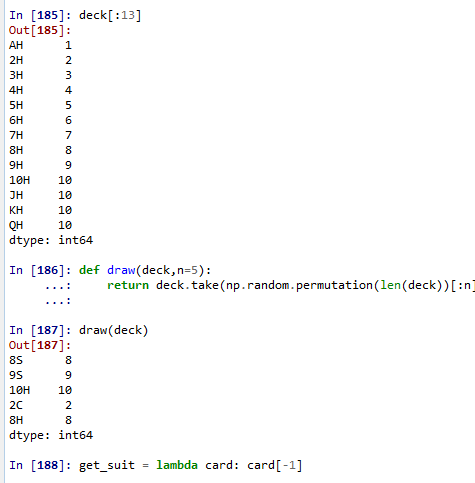 In [185]: deck[:13]
Out[185]:
AH      1
2H      2
3H      3
4H      4
5H      5
6H      6
7H      7
8H      8
9H      9
10H    10
JH     10
KH     10
QH     10
dtype: int64
In [186]: def draw(deck,n=5):
     ...:     return deck.take(np.random.permutation(len(deck))[:n]
     ...:
In [187]: draw(deck)
Out[187]:
8S      8
9S      9
10H    10
2C      2
8H      8
dtype: int64
In [188]: get_suit = lambda card: card[-1]